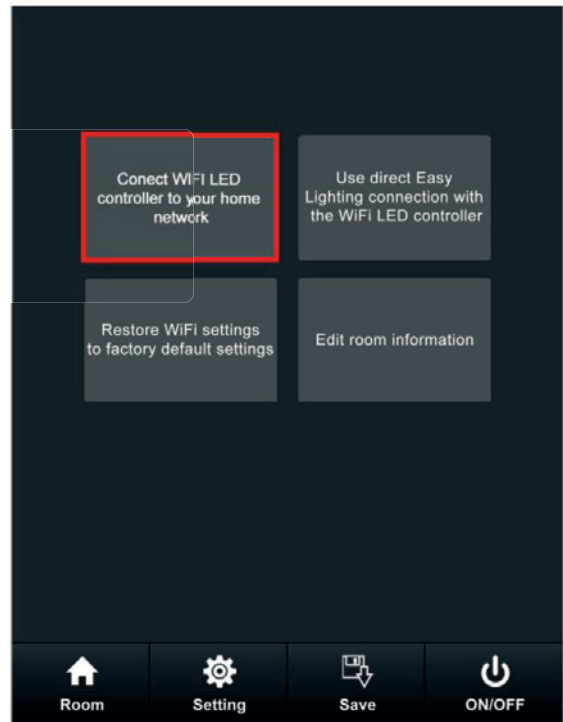 Conect WIFI LED
controller to your home
network
Use direct Easy
Lighting connection with
the WiFi LED controller
Restore WiFi settings
to factory default settings
Edit room information
Room
Setting
Save
ON/OFF